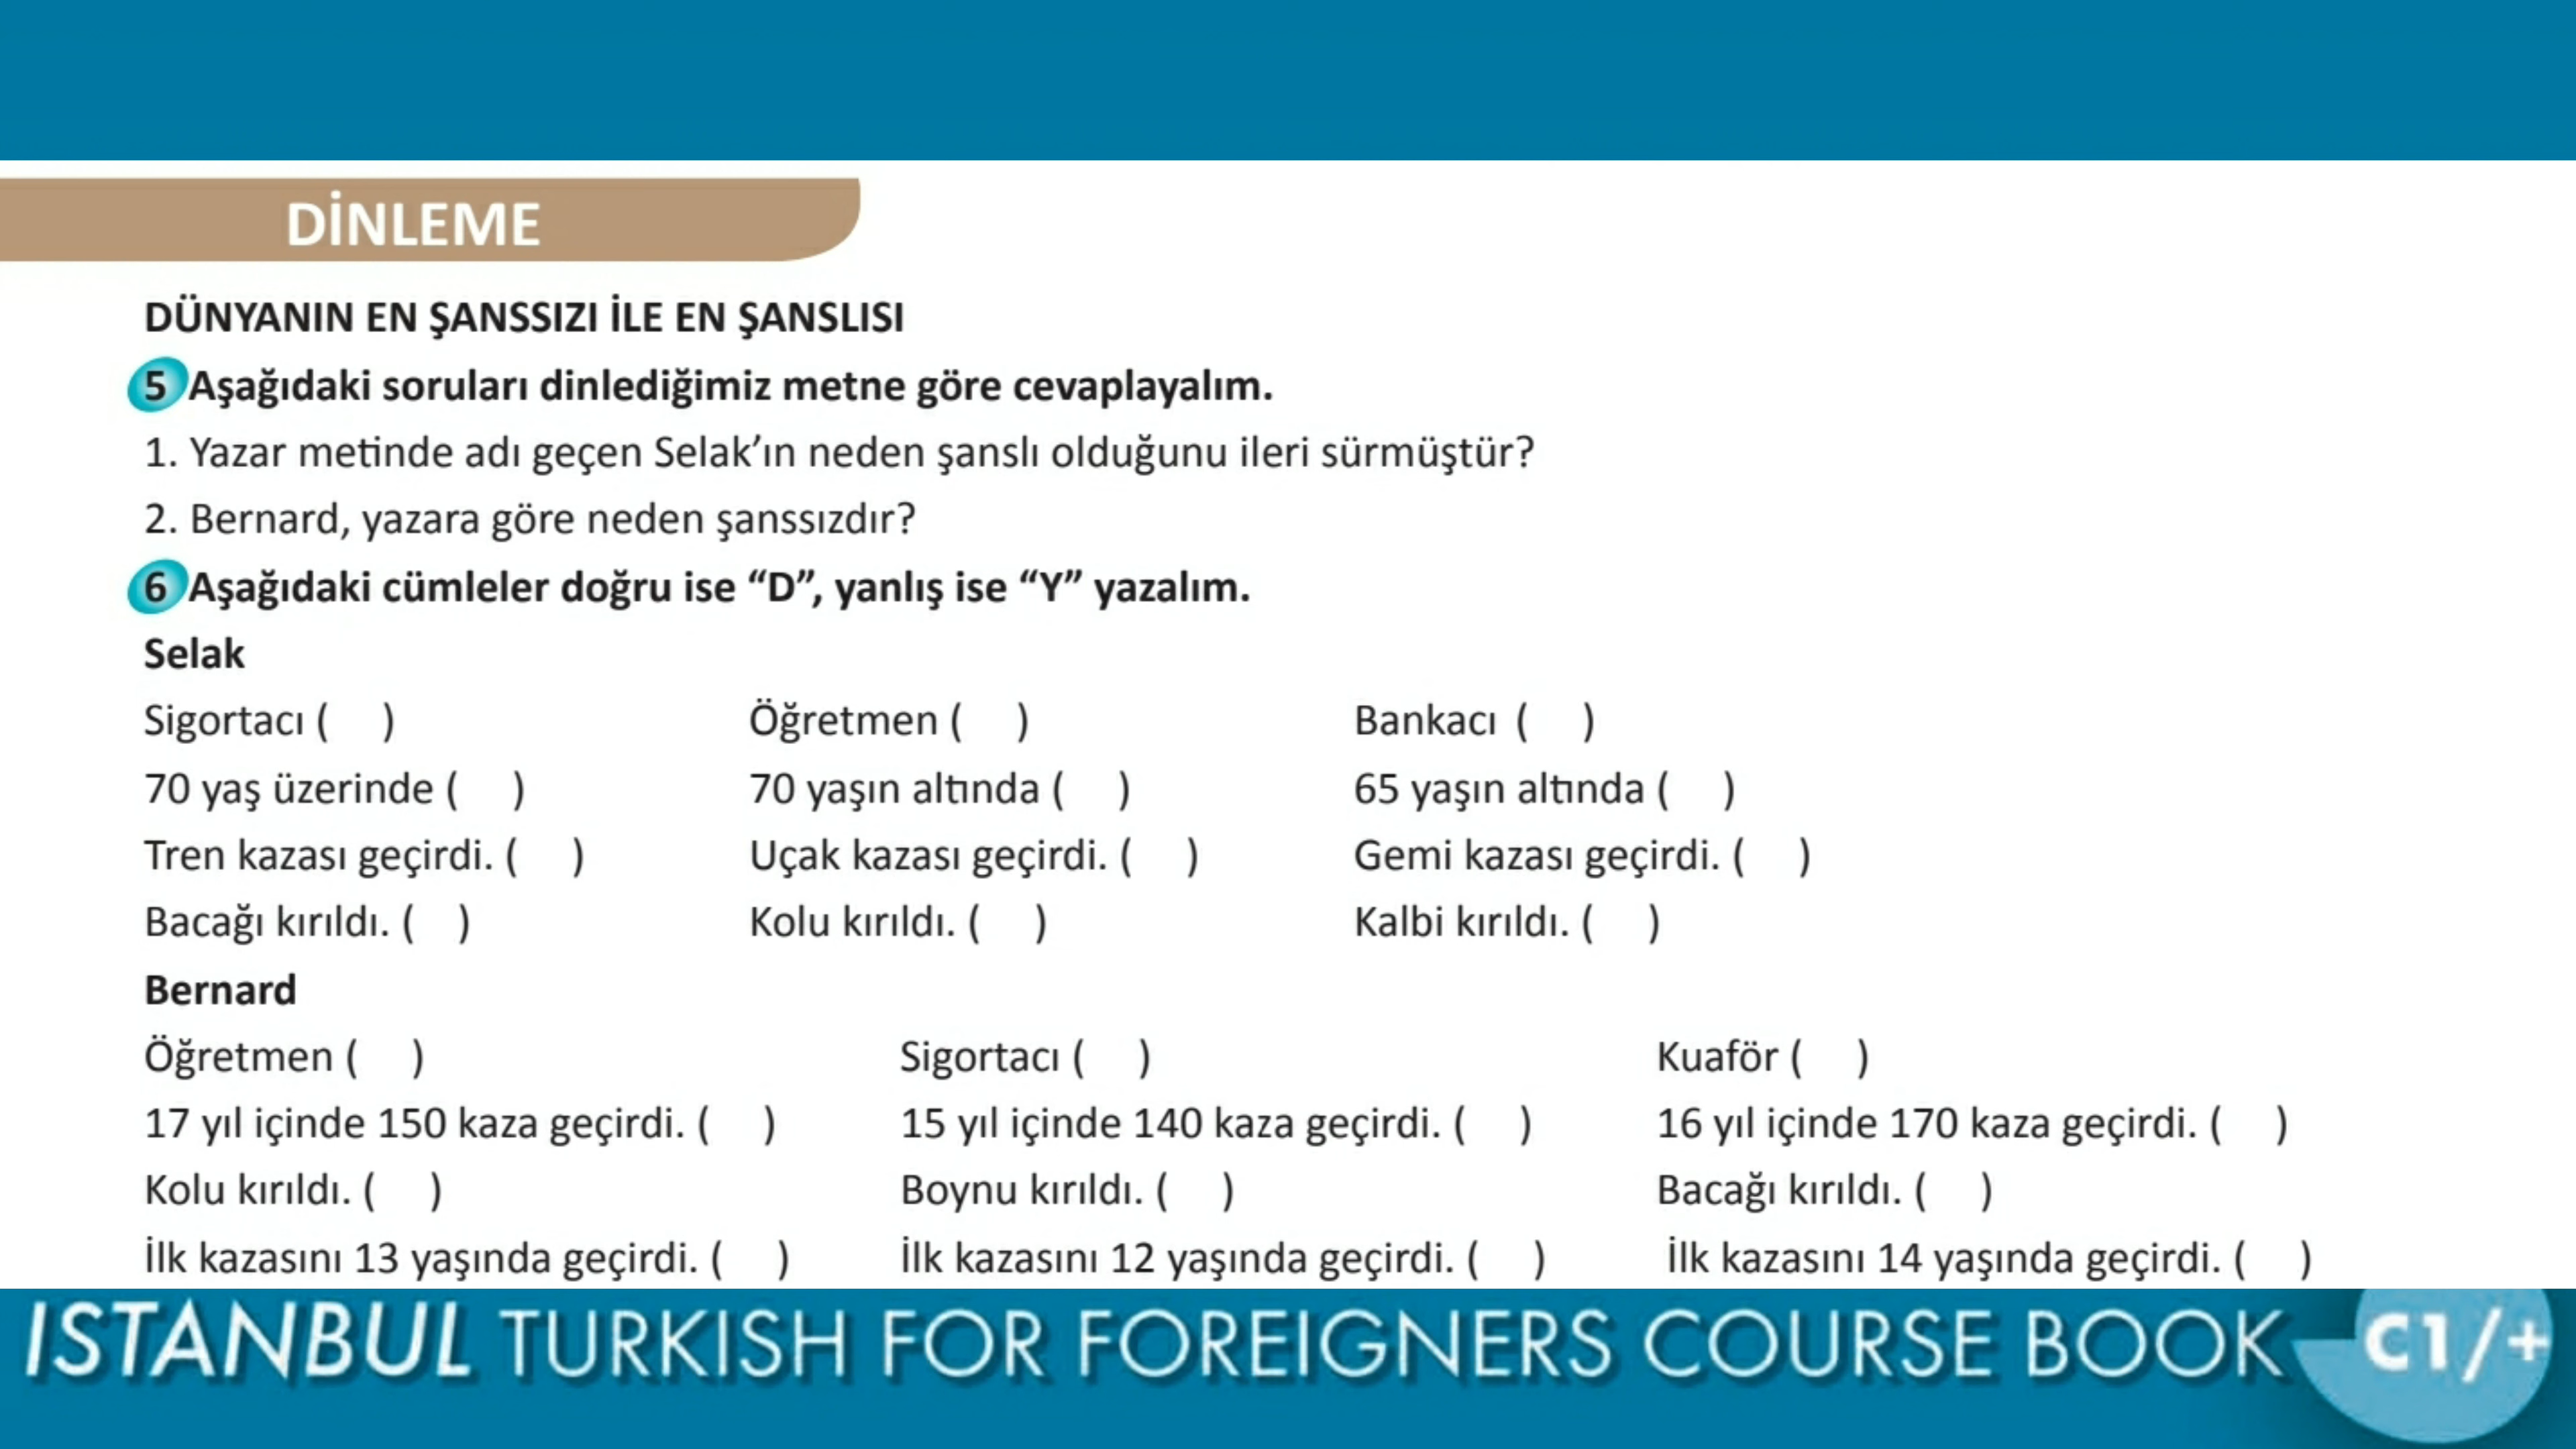 DİNLEME
DÜNYANIN EN ŞANSSIZI İLE EN ŞANSLISI
5 Aşağıdaki soruları dinlediğimiz metne göre cevaplayalım.
1. Yazar metinde adı geçen Selak’ın neden şanslı olduğunu ileri sürmüştür?
2. Bernard, yazara göre neden şanssızdır?
6 Aşağıdaki cümleler doğru ise “D”, yanlış ise “Y” yazalım.
Selak
Sigortacı ( ) Öğretmen ( ) Bankacı ( )
70 yaş üzerinde ( ) 70 yaşın altında ( ) 65 yaşın altında ( )
Tren kazası geçirdi. ( ) Uçak kazası geçirdi. ( ) Gemi kazası geçirdi. ( )
Bacağı kırıldı. ( ) Kolu kırıldı. ( ) Kalbi kırıldı. ( )
Bernard
Öğretmen ( ) Sigortacı ( ) Kuaför ( )
17 yıl içinde 150 kaza geçirdi. ( ) 15 yıl içinde 140 kaza geçirdi. ( ) 16 yıl içinde 170 kaza geçirdi. ( )
Kolu kırıldı. ( ) Boynu kırıldı. ( ) Bacağı kırıldı. ( )
İlk kazasını 13 yaşında geçirdi. ( ) İlk kazasını 12 yaşında geçirdi. ( ) İlk kazasını 14 yaşında geçirdi. ( )
ISTANBUL TURKISH FOR FOREIGNERS COURSE BOOK C1/+